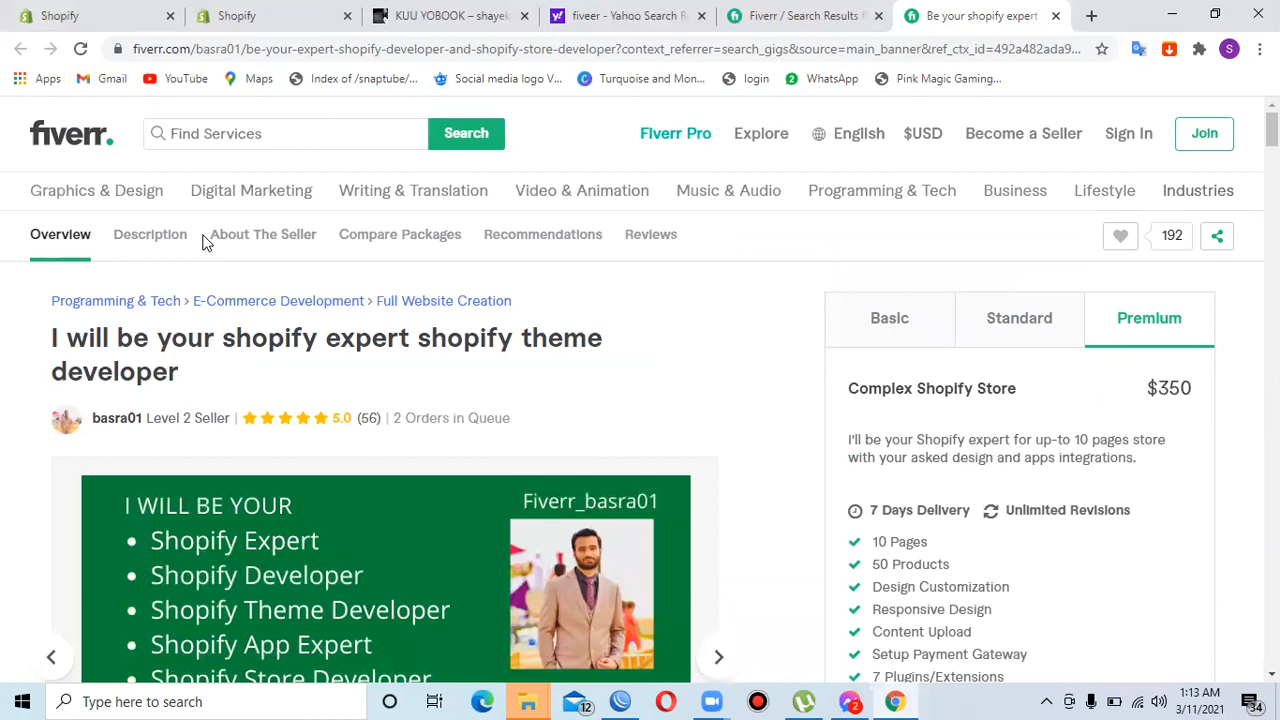 KUU YOBOOK – shayek
Fiverr - Yahoo Search Res
Fiverr / Search Results f
Be your shopify expert
fiverr.com/basra01/be-your-expert-shopify-developer-and-shopify-store-developer?context_referrer=search_gigs&source=main_banner&ref_ctx_id=492a482ada9...
S
Apps
Gmail
YouTube
Maps
Index of /snaptube/...
Social media logo V...
Turquoise and Mon...
login
WhatsApp
Pink Magic Gaming...
fiverr.
Find Services
Search
Fiverr Pro
Explore
English
$USD
Become a Seller
Sign In
Join
Graphics & Design
Digital Marketing
Writing & Translation
Video & Animation
Music & Audio
Programming & Tech
Business
Lifestyle
Industries
Overview
Description
About The Seller
Compare Packages
Recommendations
Reviews
192
Programming & Tech > E-Commerce Development > Full Website Creation
I will be your shopify expert shopify theme
developer
basra01 Level 2 Seller | 5.0 (56) | 2 Orders in Queue
I WILL BE YOUR
• Shopify Expert
• Shopify Developer
• Shopify Theme Developer
• Shopify App Expert
• Shopify Store Developer
Fiverr_basra01
Basic
Standard
Premium
Complex Shopify Store
$350
I'll be your Shopify expert for up-to 10 pages store
with your asked design and apps integrations.
7 Days Delivery
Unlimited Revisions
10 Pages
50 Products
Design Customization
Responsive Design
Content Upload
Setup Payment Gateway
7 Plugins/Extensions
Type here to search
12
2
1:13 AM
3/11/2021
34